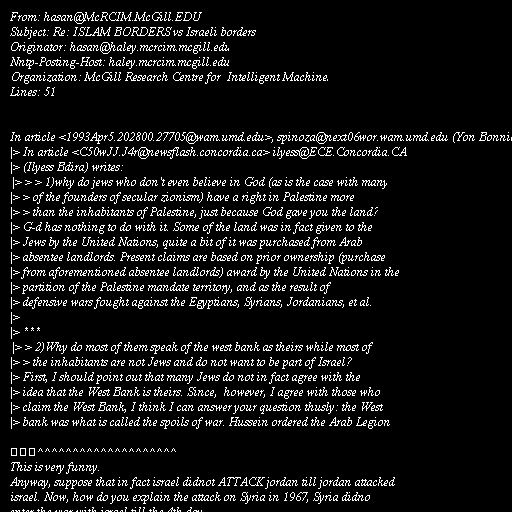 From: hasan@McRCIM.McGill.EDU
Subject: Re: ISLAM BORDERS vs Israeli borders
Originator: hasan@haley.mcrcim.mcgill.edu
Nntp-Posting-Host: haley.mcrcim.mcgill.edu
Organization: McGill Research Centre for  Intelligent Machine.
Lines: 51
In article <1993Apr5.202800.27705@wam.umd.edu>, spinoza@next06wor.wam.umd.edu (Yon Bonni
|> In article <C50wJJ.J4r@newsflash.concordia.ca> ilyess@ECE.Concordia.CA
|> (Ilyess Bdira) writes:
|> > > 1)why do jews who don't even believe in God (as is the case with many
|> > of the founders of secular zionism) have a right in Palestine more
|> > than the inhabitants of Palestine, just because God gave you the land?
|> G-d has nothing to do with it. Some of the land was in fact given to the
|> Jews by the United Nations, quite a bit of it was purchased from Arab
|> absentee landlords. Present claims are based on prior ownership (purchase
|> from aforementioned absentee landlords) award by the United Nations in the
|> partition of the Palestine mandate territory, and as the result of
|> defensive wars fought against the Egyptians, Syrians, Jordanians, et al.
|>
|> ***
|> > 2)Why do most of them speak of the west bank as theirs while most of
|> > the inhabitants are not Jews and do not want to be part of Israel?
|> First, I should point out that many Jews do not in fact agree with the
|> idea that the West Bank is theirs. Since,  however, I agree with those who
|> claim the West Bank, I think I can answer your question thusly: the West
|> bank was what is called the spoils of war. Hussein ordered the Arab Legion
^^^^^^^^^^^^^^^^^^^^
This is very funny.
Anyway, suppose that in fact israel didnot ATTACK jordan till jordan attacked
israel. Now, how do you explain the attack on Syria in 1967, Syria didno
enter the war with israel till the 4th day